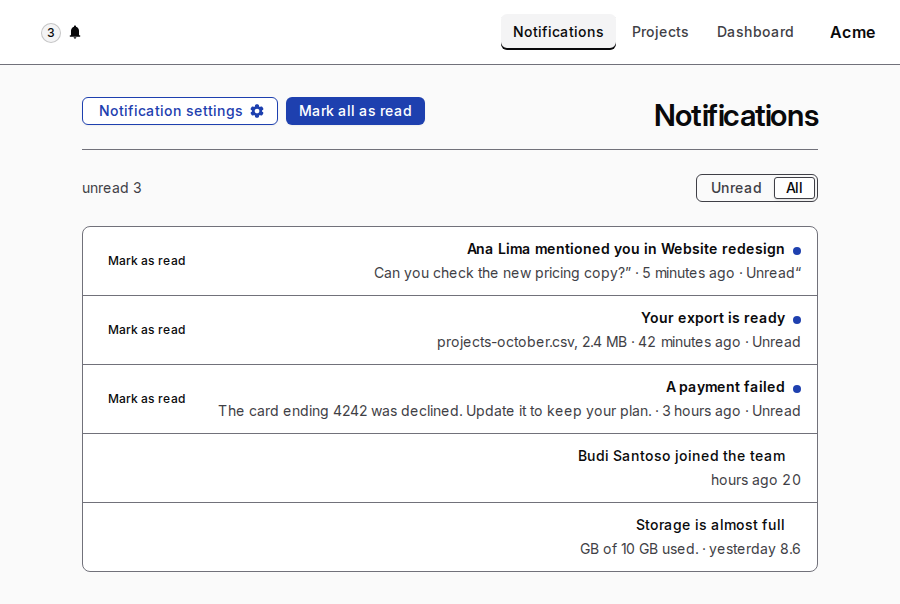 Acme
Dashboard
Projects
Notifications
3
Notifications
Mark all as read
Notification settings
All
Unread
unread 3
Ana Lima mentioned you in Website redesign
Can you check the new pricing copy?” · 5 minutes ago · Unread“
Mark as read
Your export is ready
projects-october.csv, 2.4 MB · 42 minutes ago · Unread
Mark as read
A payment failed
The card ending 4242 was declined. Update it to keep your plan. · 3 hours ago · Unread
Mark as read
Budi Santoso joined the team
hours ago 20
Storage is almost full
GB of 10 GB used. · yesterday 8.6